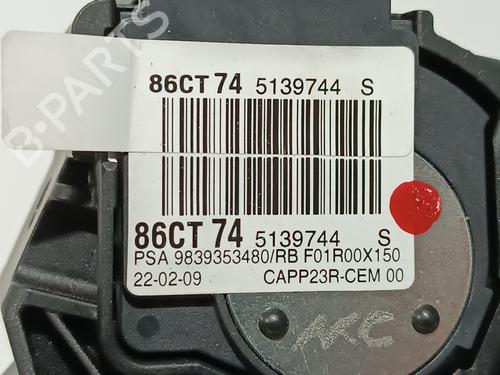 B-PARTS
86CT 74 5139744 S
86CT 74 5139744 S
PSA 9839353480/RB F01R00X150
22-02-09 CAPP23R-CEM 00